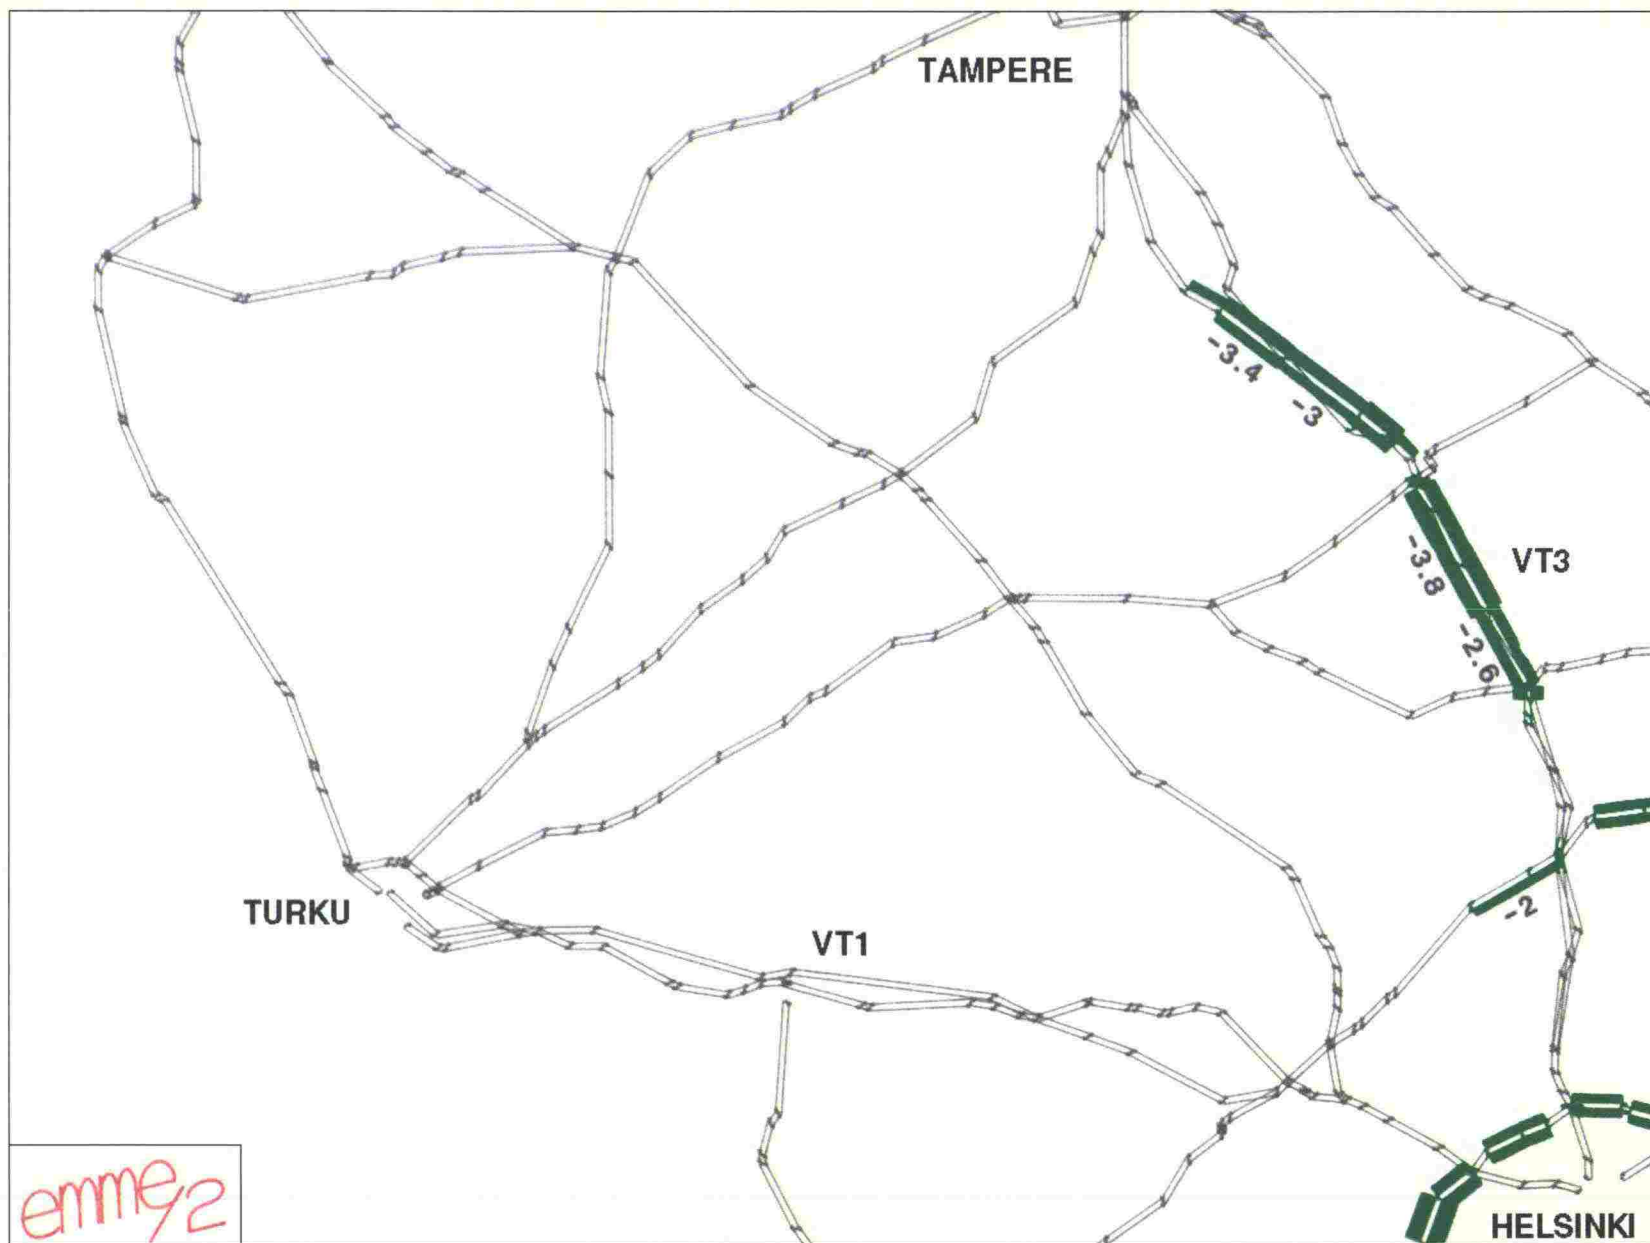 TAMPERE
-3.4
-3
VT3
-3.8
-2.6
TURKU
VT1
-2
emme/2
HELSINKI